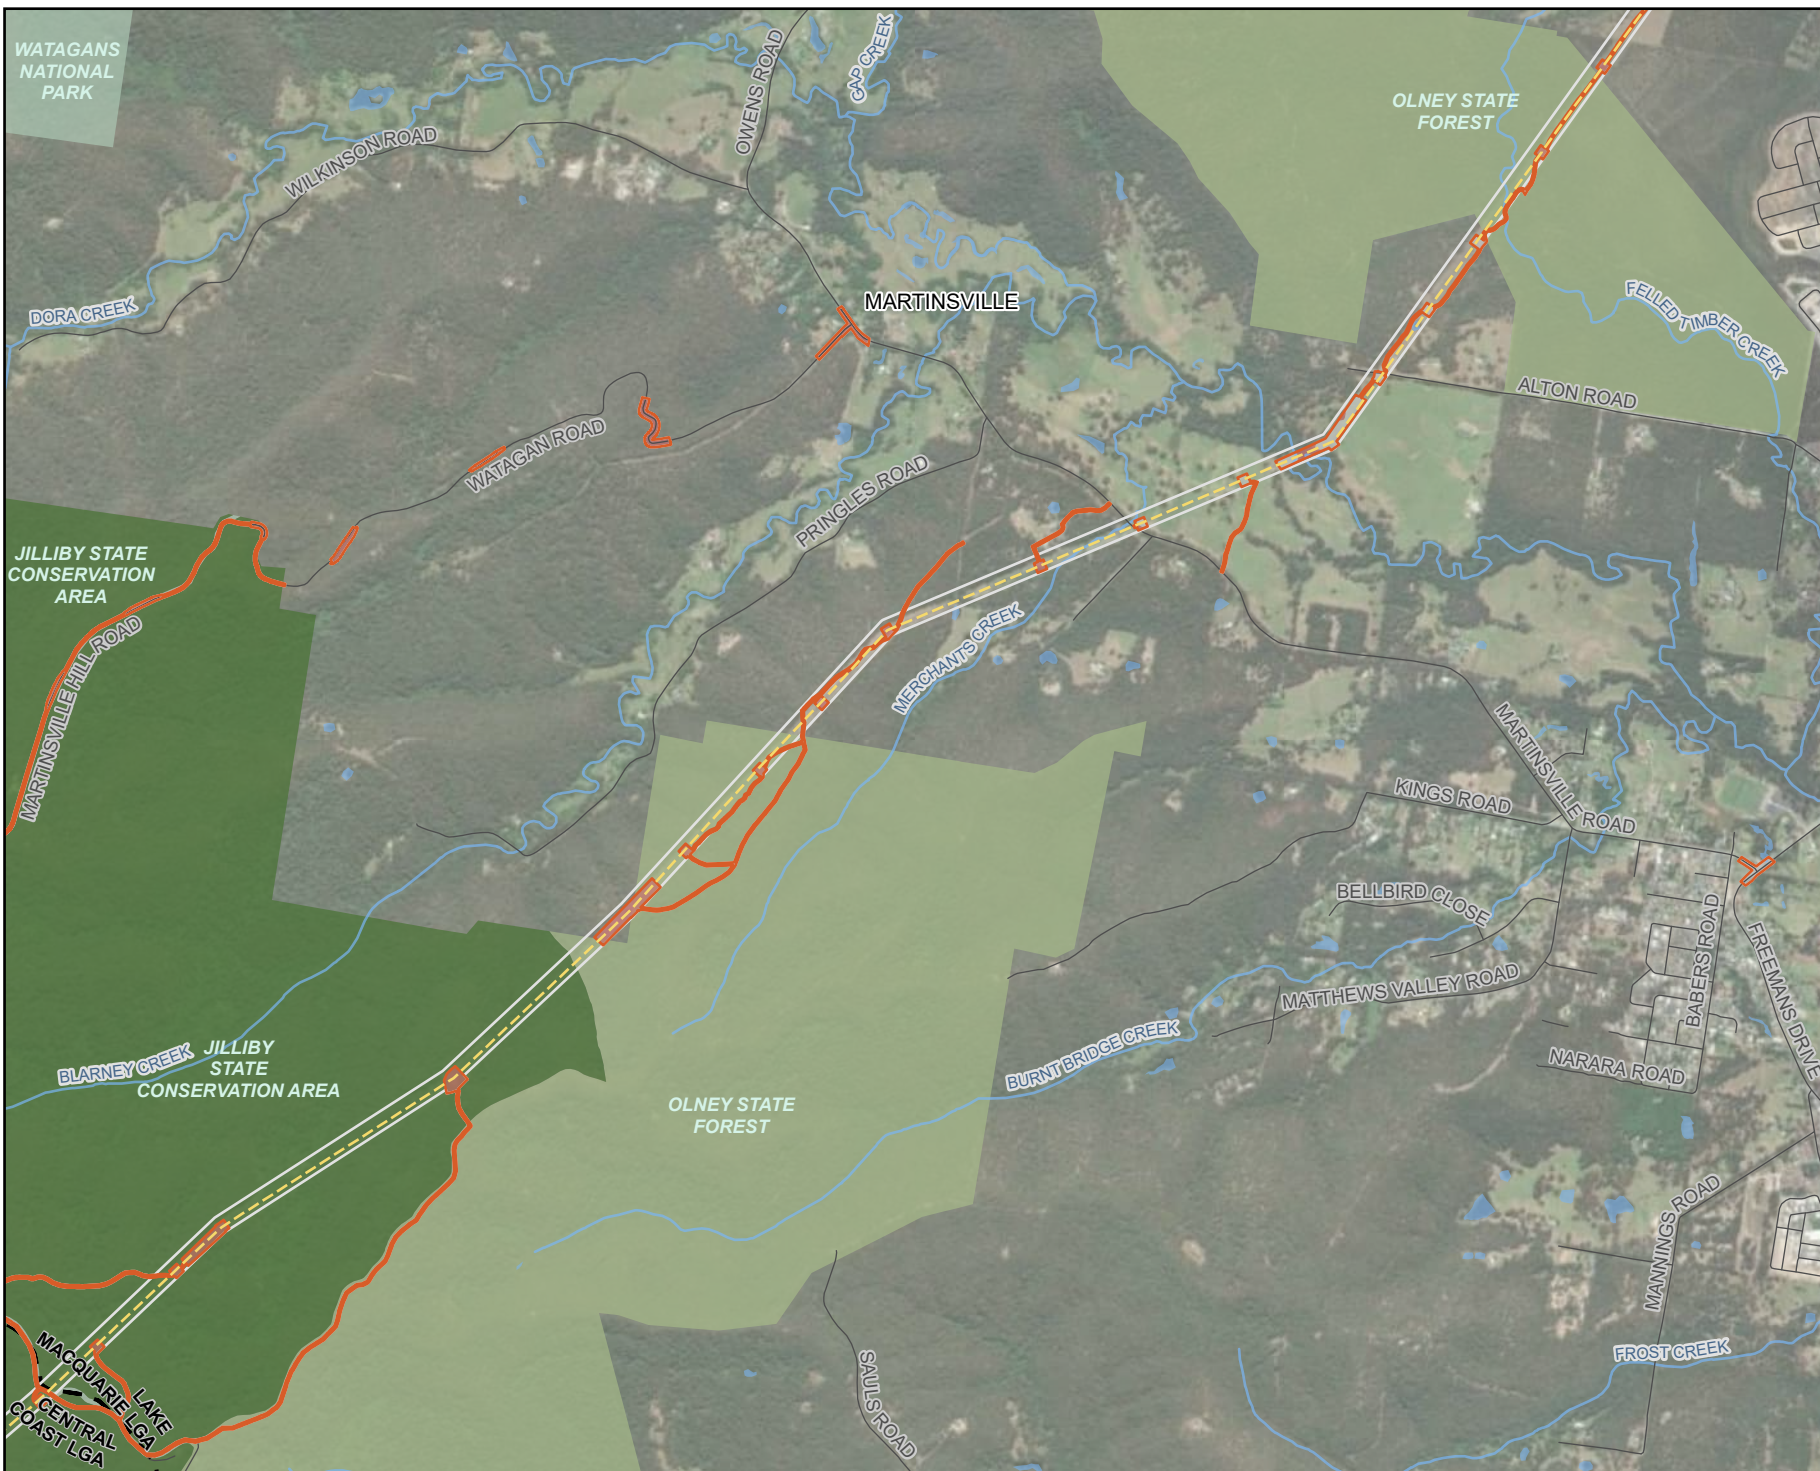 WATAGANS
NATIONAL
PARK
GAP CREEK
OWENS ROAD
OLNEY STATE
FOREST
WILKINSON ROAD
DORA CREEK
MARTINSVILLE
FELLED TIMBER CREEK
ALTON ROAD
WATAGAN ROAD
PRINGLES ROAD
JILLIBY STATE
CONSERVATION
AREA
MARTINSVILLE HILL ROAD
MERCHANTS CREEK
MARTINSVILLE ROAD
KINGS ROAD
BELLBIRD CLOSE
BABERS ROAD
FREEMANS DRIVE
MATTHEWS VALLEY ROAD
BURNT BRIDGE CREEK
NARARA ROAD
BLARNEY CREEK
JILLIBY
STATE
CONSERVATION AREA
OLNEY STATE
FOREST
MANNINGS ROAD
FROST CREEK
SAULS ROAD
LAKE
MACQUARIE LGA
CENTRAL
COAST LGA